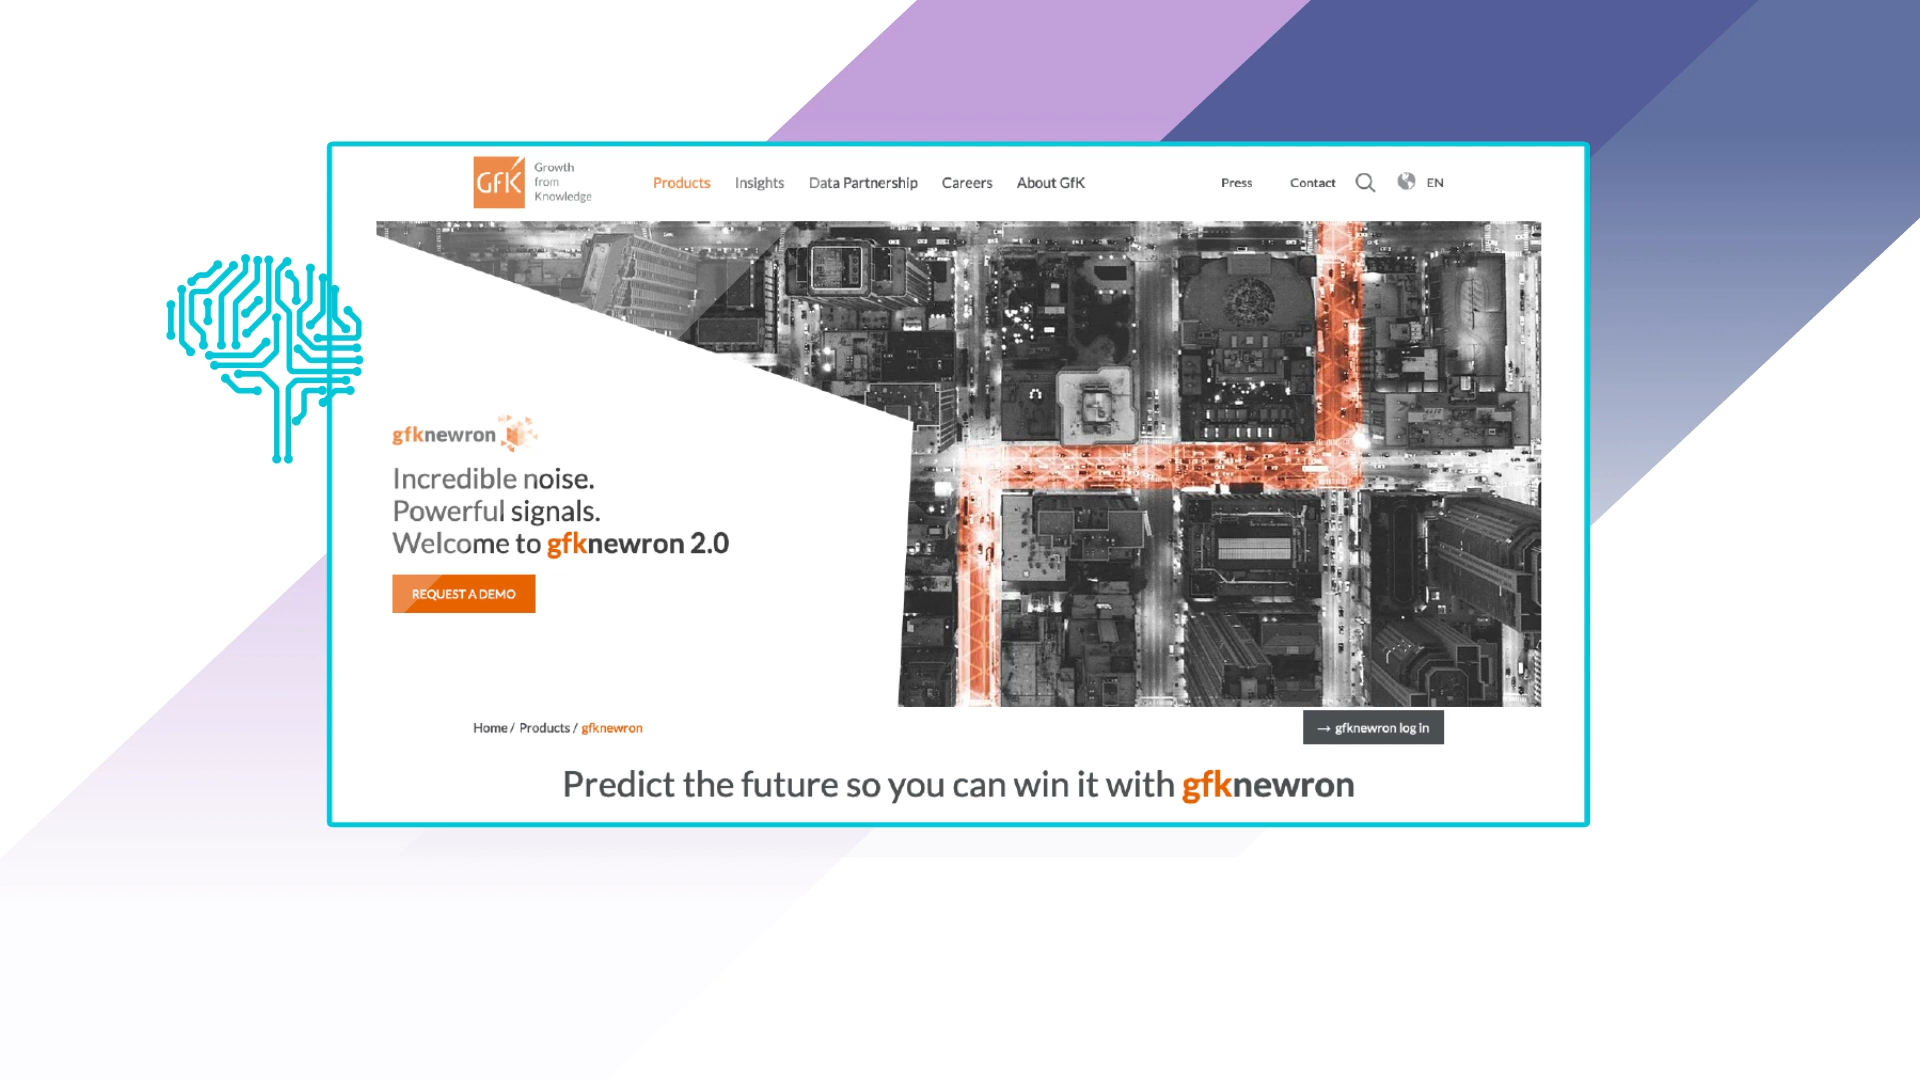 GfK
Growth
from
Knowledge
Products Insights Data Partnership Careers About GfK
Press Contact EN
gfknewron
Incredible noise.
Powerful signals.
Welcome to gfknewron 2.0
REQUEST A DEMO
Home / Products / gfknewron
→ gfknewron log in
Predict the future so you can win it with gfknewron